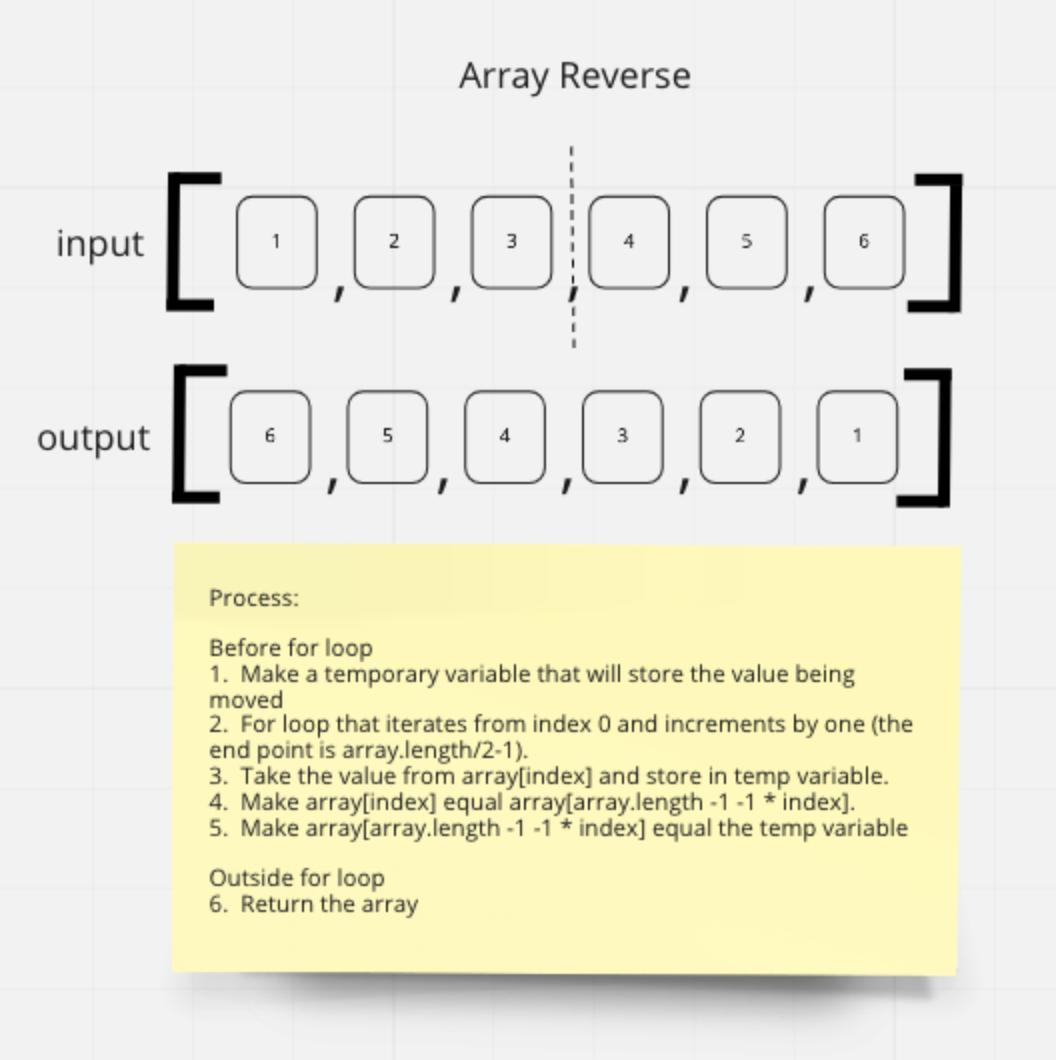 Array Reverse
input [ 1 , 2 , 3 , 4 , 5 , 6 ]
output [ 6 , 5 , 4 , 3 , 2 , 1 ]
Process:
Before for loop
1.  Make a temporary variable that will store the value being
moved
2.  For loop that iterates from index 0 and increments by one (the
end point is array.length/2-1).
3.  Take the value from array[index] and store in temp variable.
4.  Make array[index] equal array[array.length -1 -1 * index].
5.  Make array[array.length -1 -1 * index] equal the temp variable
Outside for loop
6.  Return the array